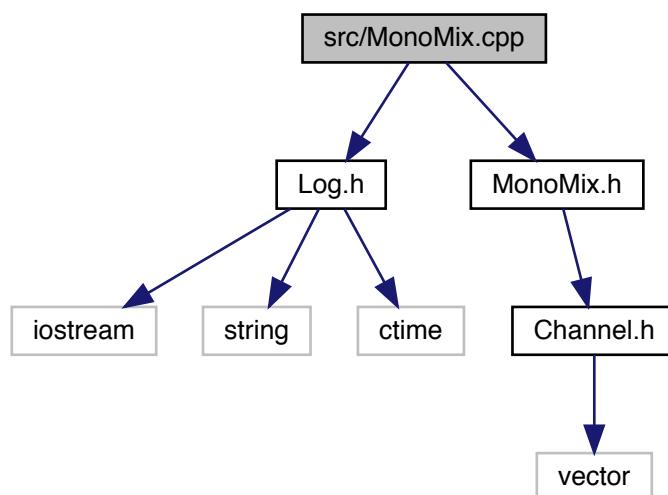 src/MonoMix.cpp
Log.h
MonoMix.h
iostream
string
ctime
Channel.h
vector